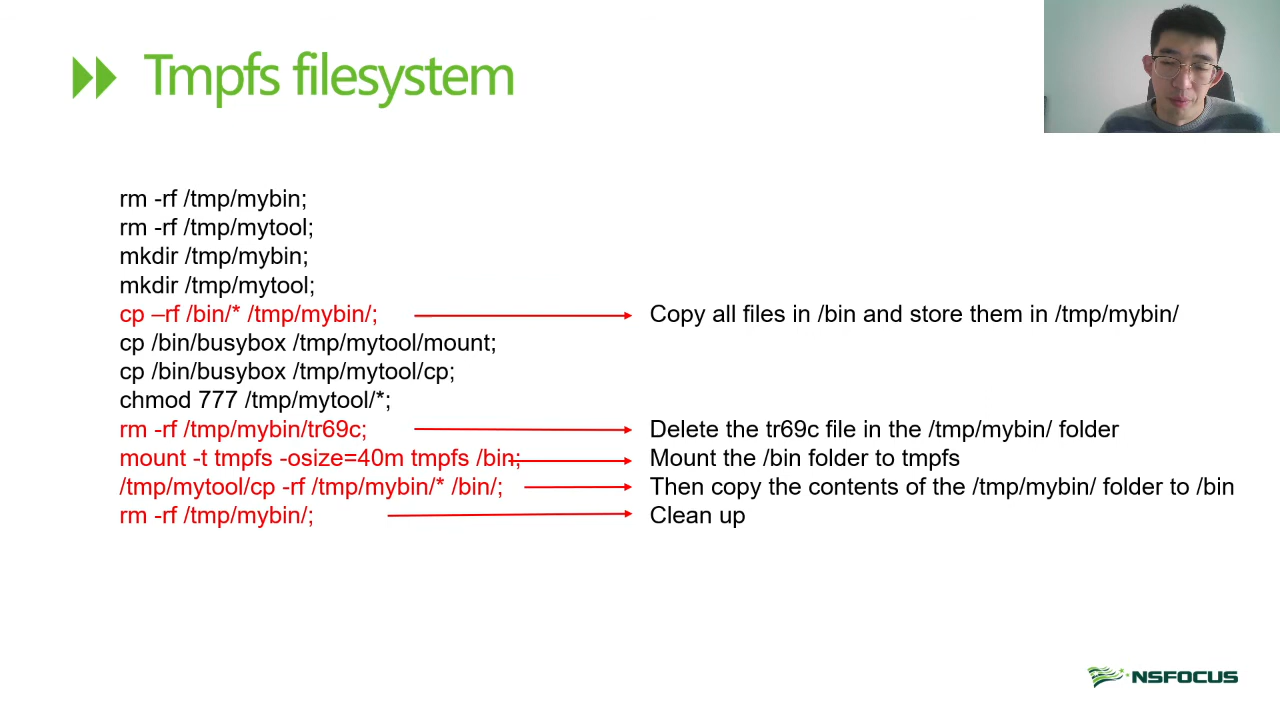 Tmpfs filesystem
rm -rf /tmp/mybin;
rm -rf /tmp/mytool;
mkdir /tmp/mybin;
mkdir /tmp/mytool;
cp –rf /bin/* /tmp/mybin/;
Copy all files in /bin and store them in /tmp/mybin/
cp /bin/busybox /tmp/mytool/mount;
cp /bin/busybox /tmp/mytool/cp;
chmod 777 /tmp/mytool/*;
rm -rf /tmp/mybin/tr69c;
Delete the tr69c file in the /tmp/mybin/ folder
mount -t tmpfs -osize=40m tmpfs /bin;
Mount the /bin folder to tmpfs
/tmp/mytool/cp -rf /tmp/mybin/* /bin/;
Then copy the contents of the /tmp/mybin/ folder to /bin
rm -rf /tmp/mybin/;
Clean up
NSFOCUS